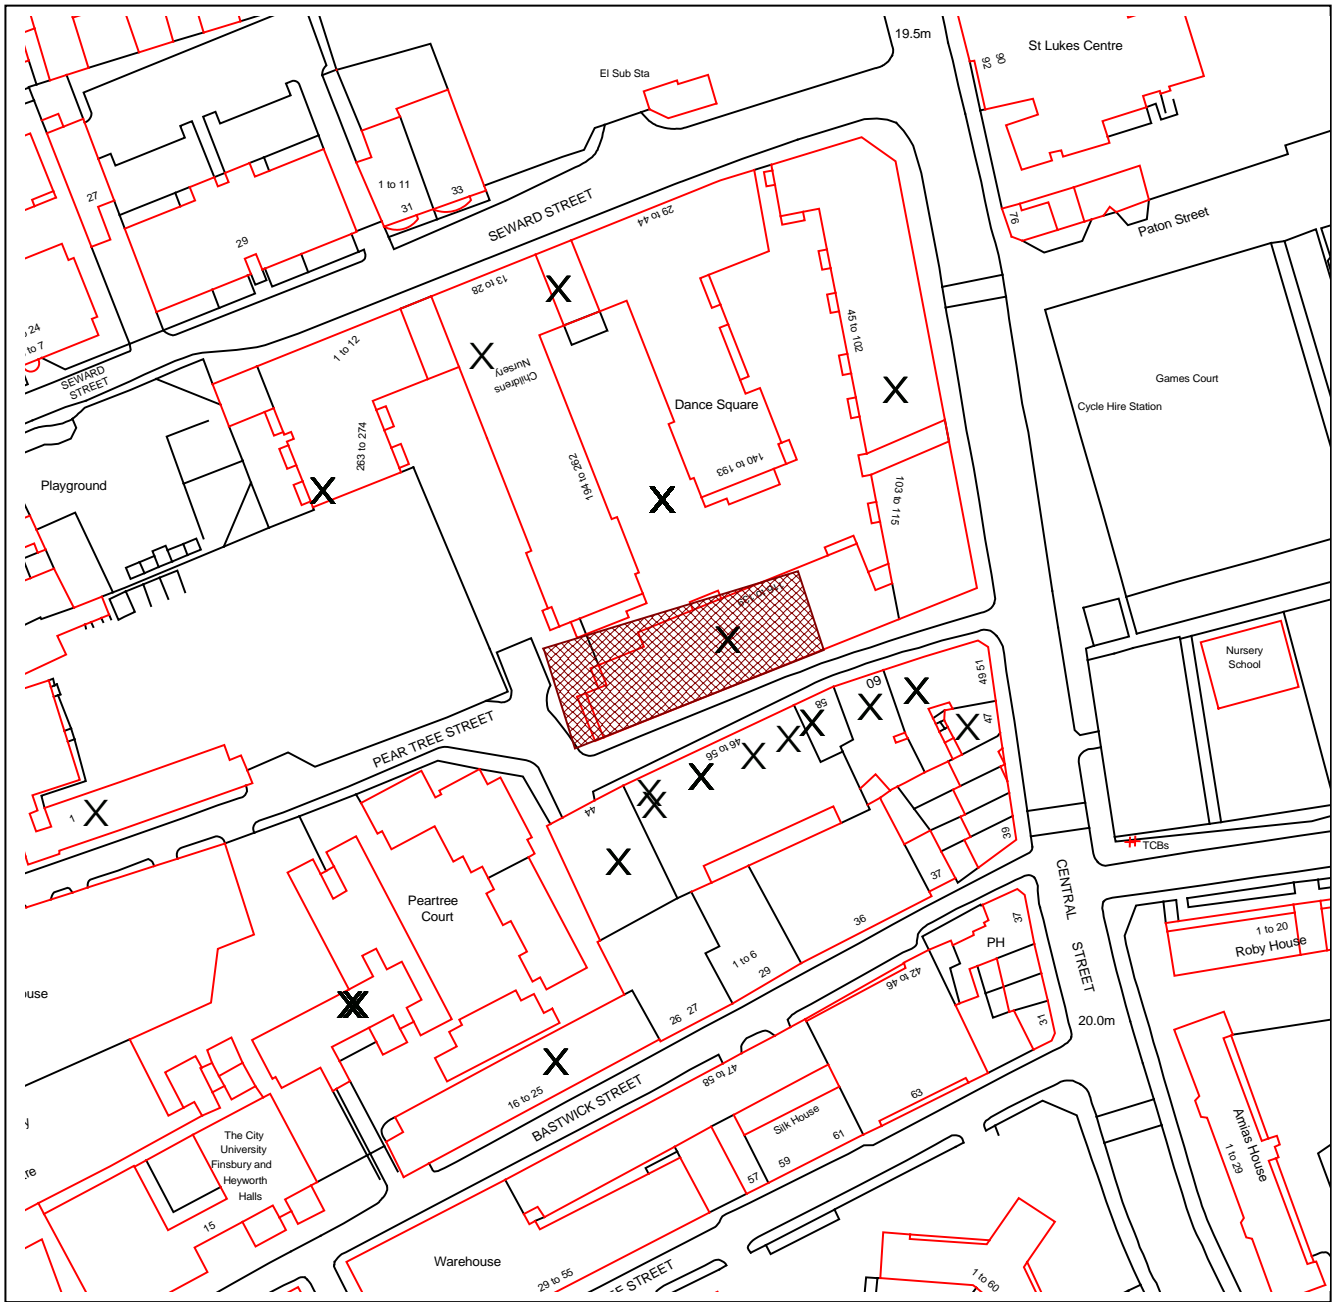 19.5m
St Lukes Centre
92
90
El Sub Sta
27
1 to 11
31
33
SEWARD STREET
29 to 44
76
Paton Street
29
13 to 28
1 to 12
45 to 102
24
to 7
SEWARD
STREET
Childrens
Nursery
Games Court
Cycle Hire Station
Dance Square
263 to 274
194 to 262
140 to 193
103 to 115
Playground
Nursery
School
49 51
47
60
58
46 to 56
44
PEAR TREE STREET
1
39
TCBs
37
CENTRAL
STREET
Peartree
Court
36
37
PH
1 to 20
Roby House
1 to 6
29
26 27
42 to 46
31
20.0m
16 to 25
BASTWICK STREET
47 to 58
Silk House
63
61
59
57
The City
University
Finsbury and
Heyworth
Halls
15
Amias House
1 to 29
Warehouse
29 to 55
1 to 60